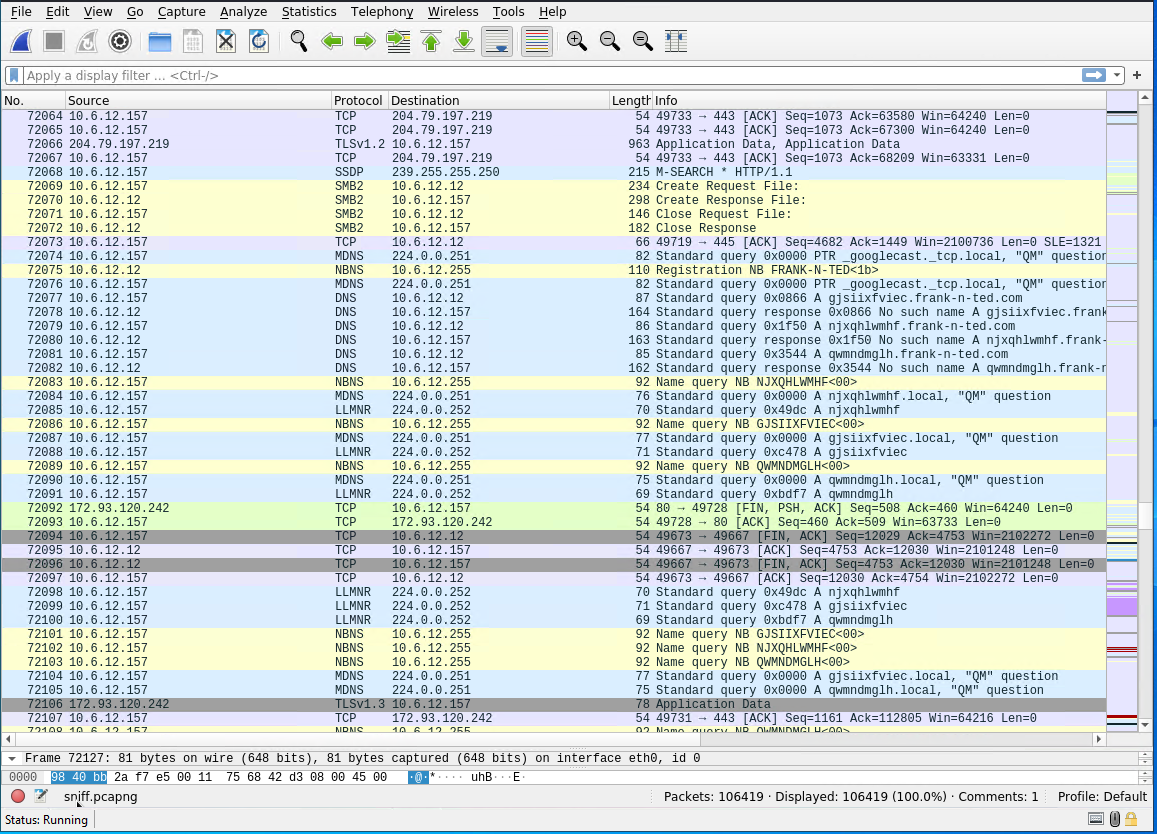 File Edit View Go Capture Analyze Statistics Telephony Wireless Tools Help
Apply a display filter … <Ctrl-/>
No. Source Protocol Destination Length Info
72064 10.6.12.157 TCP 204.79.197.219 54 49733 → 443 [ACK] Seq=1073 Ack=63580 Win=64240 Len=0
72065 10.6.12.157 TCP 204.79.197.219 54 49733 → 443 [ACK] Seq=1073 Ack=67300 Win=64240 Len=0
72066 204.79.197.219 TLSv1.2 10.6.12.157 963 Application Data, Application Data
72067 10.6.12.157 TCP 204.79.197.219 54 49733 → 443 [ACK] Seq=1073 Ack=68209 Win=63331 Len=0
72068 10.6.12.157 SSDP 239.255.255.250 215 M-SEARCH * HTTP/1.1
72069 10.6.12.157 SMB2 10.6.12.12 234 Create Request File:
72070 10.6.12.12 SMB2 10.6.12.157 298 Create Response File:
72071 10.6.12.157 SMB2 10.6.12.12 146 Close Request File:
72072 10.6.12.12 SMB2 10.6.12.157 182 Close Response
72073 10.6.12.157 TCP 10.6.12.12 66 49719 → 445 [ACK] Seq=4682 Ack=1449 Win=2100736 Len=0 SLE=1321
72074 10.6.12.157 MDNS 224.0.0.251 82 Standard query 0x0000 PTR _googlecast._tcp.local, "QM" question
72075 10.6.12.12 NBNS 10.6.12.255 110 Registration NB FRANK-N-TED<1b>
72076 10.6.12.157 MDNS 224.0.0.251 82 Standard query 0x0000 PTR _googlecast._tcp.local, "QM" question
72077 10.6.12.157 DNS 10.6.12.12 87 Standard query 0x0866 A gjsiixfviec.frank-n-ted.com
72078 10.6.12.12 DNS 10.6.12.157 164 Standard query response 0x0866 No such name A gjsiixfviec.frank
72079 10.6.12.157 DNS 10.6.12.12 86 Standard query 0x1f50 A njxqhlwmhf.frank-n-ted.com
72080 10.6.12.12 DNS 10.6.12.157 163 Standard query response 0x1f50 No such name A njxqhlwmhf.frank-
72081 10.6.12.157 DNS 10.6.12.12 85 Standard query 0x3544 A qwmndmglh.frank-n-ted.com
72082 10.6.12.12 DNS 10.6.12.157 162 Standard query response 0x3544 No such name A qwmndmglh.frank-n
72083 10.6.12.157 NBNS 10.6.12.255 92 Name query NB NJXQHLWMHF<00>
72084 10.6.12.157 MDNS 224.0.0.251 76 Standard query 0x0000 A njxqhlwmhf.local, "QM" question
72085 10.6.12.157 LLMNR 224.0.0.252 70 Standard query 0x49dc A njxqhlwmhf
72086 10.6.12.157 NBNS 10.6.12.255 92 Name query NB GJSIIXFVIEC<00>
72087 10.6.12.157 MDNS 224.0.0.251 77 Standard query 0x0000 A gjsiixfviec.local, "QM" question
72088 10.6.12.157 LLMNR 224.0.0.252 71 Standard query 0xc478 A gjsiixfviec
72089 10.6.12.157 NBNS 10.6.12.255 92 Name query NB QWMNDMGLH<00>
72090 10.6.12.157 MDNS 224.0.0.251 75 Standard query 0x0000 A qwmndmglh.local, "QM" question
72091 10.6.12.157 LLMNR 224.0.0.252 69 Standard query 0xbdf7 A qwmndmglh
72092 172.93.120.242 TCP 10.6.12.157 54 80 → 49728 [FIN, PSH, ACK] Seq=508 Ack=460 Win=64240 Len=0
72093 10.6.12.157 TCP 172.93.120.242 54 49728 → 80 [ACK] Seq=460 Ack=509 Win=63733 Len=0
72094 10.6.12.157 TCP 10.6.12.12 54 49673 → 49667 [FIN, ACK] Seq=12029 Ack=4753 Win=2102272 Len=0
72095 10.6.12.12 TCP 10.6.12.157 54 49667 → 49673 [ACK] Seq=4753 Ack=12030 Win=2101248 Len=0
72096 10.6.12.12 TCP 10.6.12.157 54 49667 → 49673 [FIN, ACK] Seq=4753 Ack=12030 Win=2101248 Len=0
72097 10.6.12.157 TCP 10.6.12.12 54 49673 → 49667 [ACK] Seq=12030 Ack=4754 Win=2102272 Len=0
72098 10.6.12.157 LLMNR 224.0.0.252 70 Standard query 0x49dc A njxqhlwmhf
72099 10.6.12.157 LLMNR 224.0.0.252 71 Standard query 0xc478 A gjsiixfviec
72100 10.6.12.157 LLMNR 224.0.0.252 69 Standard query 0xbdf7 A qwmndmglh
72101 10.6.12.157 NBNS 10.6.12.255 92 Name query NB GJSIIXFVIEC<00>
72102 10.6.12.157 NBNS 10.6.12.255 92 Name query NB NJXQHLWMHF<00>
72103 10.6.12.157 NBNS 10.6.12.255 92 Name query NB QWMNDMGLH<00>
72104 10.6.12.157 MDNS 224.0.0.251 77 Standard query 0x0000 A gjsiixfviec.local, "QM" question
72105 10.6.12.157 MDNS 224.0.0.251 75 Standard query 0x0000 A qwmndmglh.local, "QM" question
72106 172.93.120.242 TLSv1.3 10.6.12.157 78 Application Data
72107 10.6.12.157 TCP 172.93.120.242 54 49731 → 443 [ACK] Seq=1161 Ack=112805 Win=64216 Len=0
72108 10.6.12.157 NBNS 10.6.12.255 92 Name query NB QWMNDMGLH<00>
Frame 72127: 81 bytes on wire (648 bits), 81 bytes captured (648 bits) on interface eth0, id 0
0000 98 40 bb 2a f7 e5 00 11 75 68 42 d3 08 00 45 00 ·@·*···· uhB···E·
sniff.pcapng Packets: 106419 · Displayed: 106419 (100.0%) · Comments: 1 Profile: Default
Status: Running